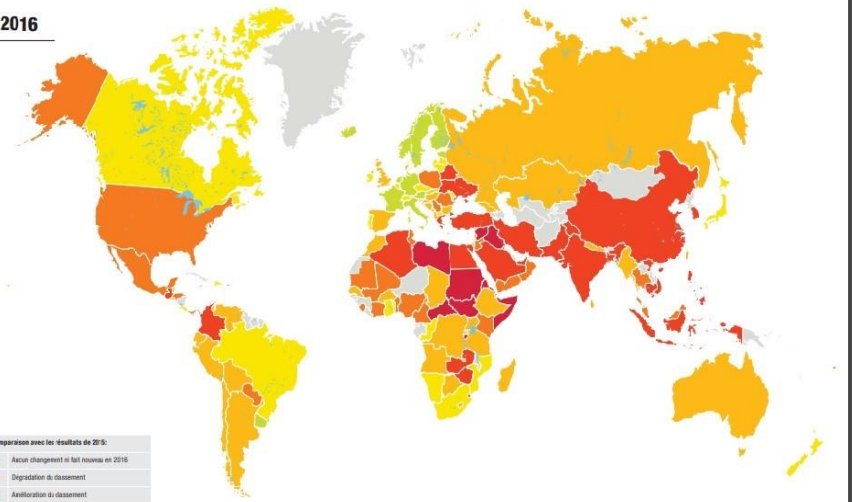 2016
mparaison avec les résultats de 2015:
Aucun changement ni fait nouveau en 2016
Dégradation du classement
Amélioration du classement